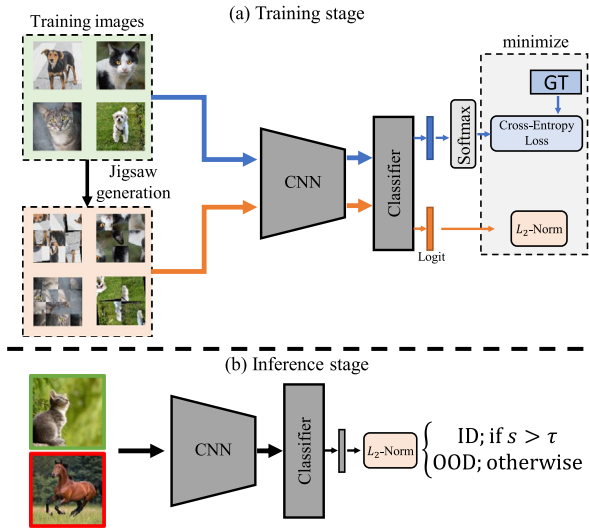 (a) Training stage
Training images
minimize
GT
Softmax
Cross-Entropy
Loss
CNN
Classifier
Jigsaw
generation
L₂-Norm
Logit
(b) Inference stage
CNN
Classifier
L₂-Norm
ID; if s > τ
OOD; otherwise